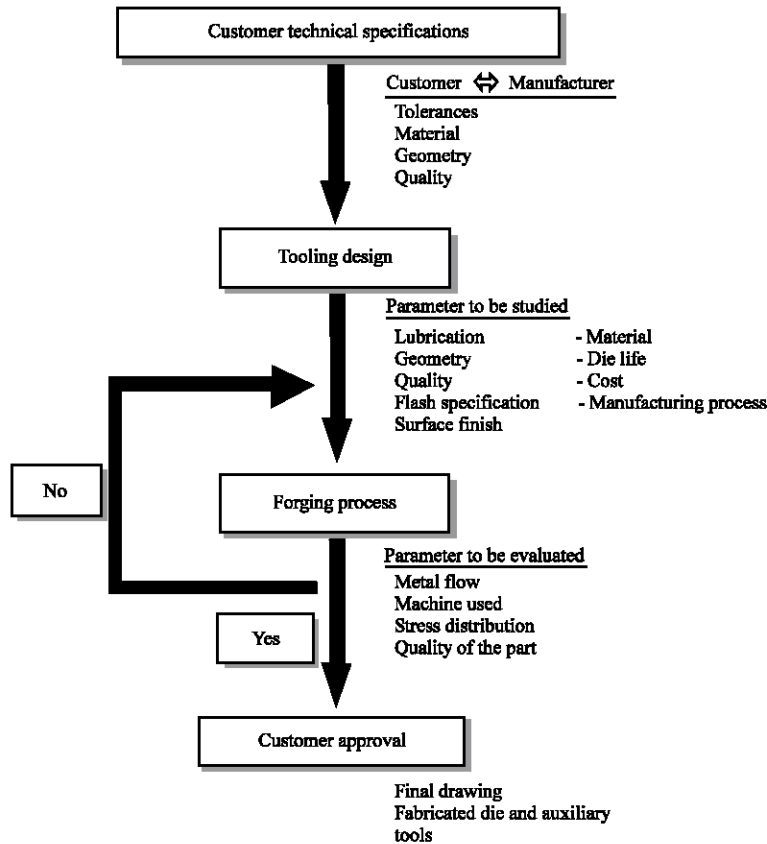 Customer technical specifications
Customer ⇔ Manufacturer
Tolerances
Material
Geometry
Quality
Tooling design
Parameter to be studied
Lubrication - Material
Geometry - Die life
Quality - Cost
Flash specification - Manufacturing process
Surface finish
No
Forging process
Parameter to be evaluated
Metal flow
Machine used
Stress distribution
Quality of the part
Yes
Customer approval
Final drawing
Fabricated die and auxiliary
tools